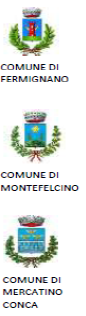 COMUNE DI
FERMIGNANO
COMUNE DI
MONTEFELCINO
COMUNE DI
MERCATINO
CONCA